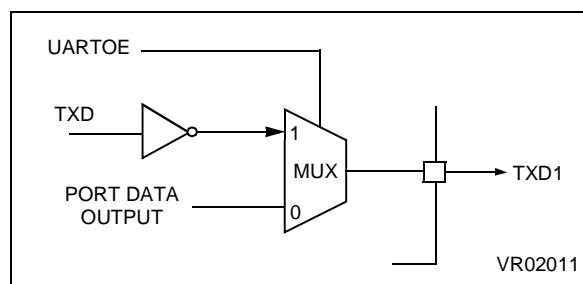 UARTOE
TXD
1
MUX
TXD1
PORT DATA
OUTPUT
0
VR02011